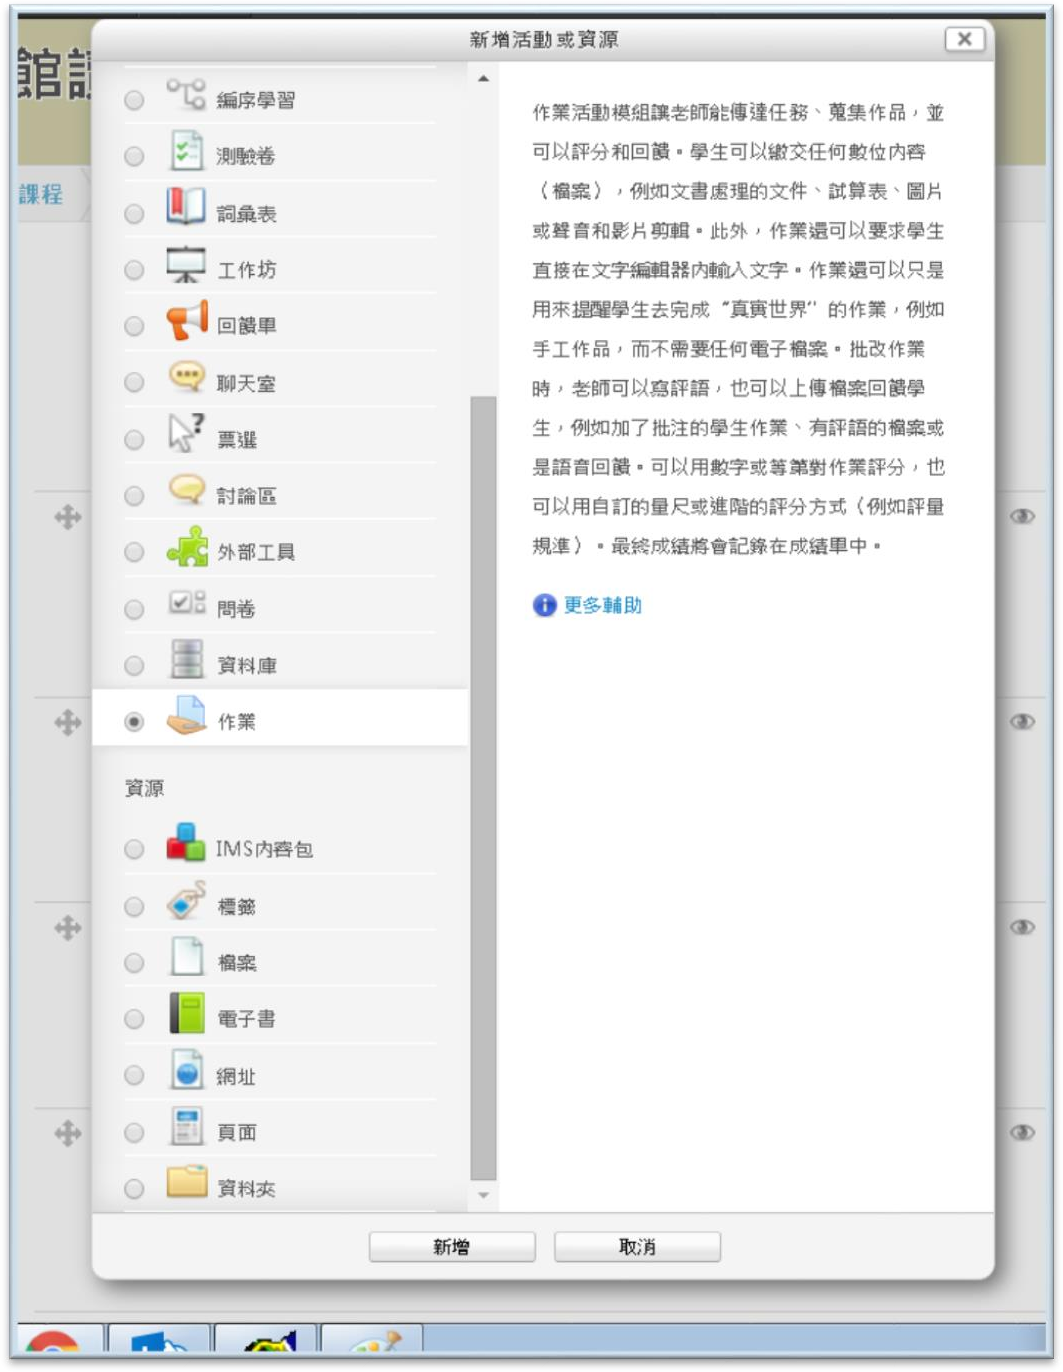 新增活動或資源
館
課程
編序學習
測驗卷
詞彙表
工作坊
回饋單
聊天室
票選
討論區
外部工具
問卷
資料庫
作業
資源
IMS內容包
標籤
檔案
電子書
網址
頁面
資料夾
作業活動模組讓老師能傳達任務、蒐集作品，並
可以評分和回饋。學生可以繳交任何數位內容
（檔案），例如文書處理的文件、試算表、圖片
或聲音和影片剪輯。此外，作業還可以要求學生
直接在文字編輯器內輸入文字。作業還可以只是
用來提醒學生去完成“真實世界”的作業，例如
手工作品，而不需要任何電子檔案。批改作業
時，老師可以寫評語，也可以上傳檔案回饋學
生，例如加了批注的學生作業、有評語的檔案或
是語音回饋。可以用數字或等第對作業評分，也
可以用自訂的量尺或進階的評分方式（例如評量
規準）。最終成績將會記錄在成績單中。
更多輔助
新增
取消